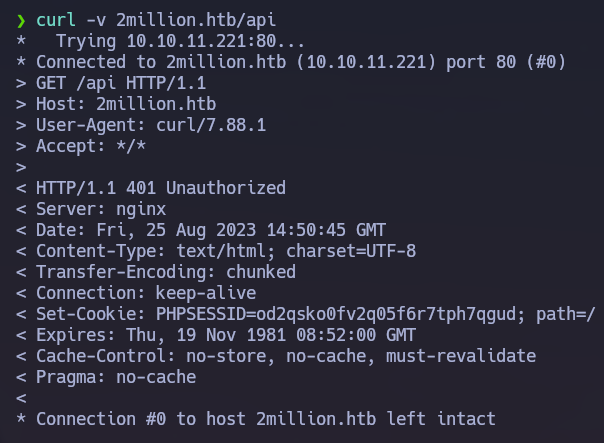 ❯ curl -v 2million.htb/api
*   Trying 10.10.11.221:80...
* Connected to 2million.htb (10.10.11.221) port 80 (#0)
> GET /api HTTP/1.1
> Host: 2million.htb
> User-Agent: curl/7.88.1
> Accept: */*
>
< HTTP/1.1 401 Unauthorized
< Server: nginx
< Date: Fri, 25 Aug 2023 14:50:45 GMT
< Content-Type: text/html; charset=UTF-8
< Transfer-Encoding: chunked
< Connection: keep-alive
< Set-Cookie: PHPSESSID=od2qsko0fv2q05f6r7tph7qgud; path=/
< Expires: Thu, 19 Nov 1981 08:52:00 GMT
< Cache-Control: no-store, no-cache, must-revalidate
< Pragma: no-cache
<
* Connection #0 to host 2million.htb left intact